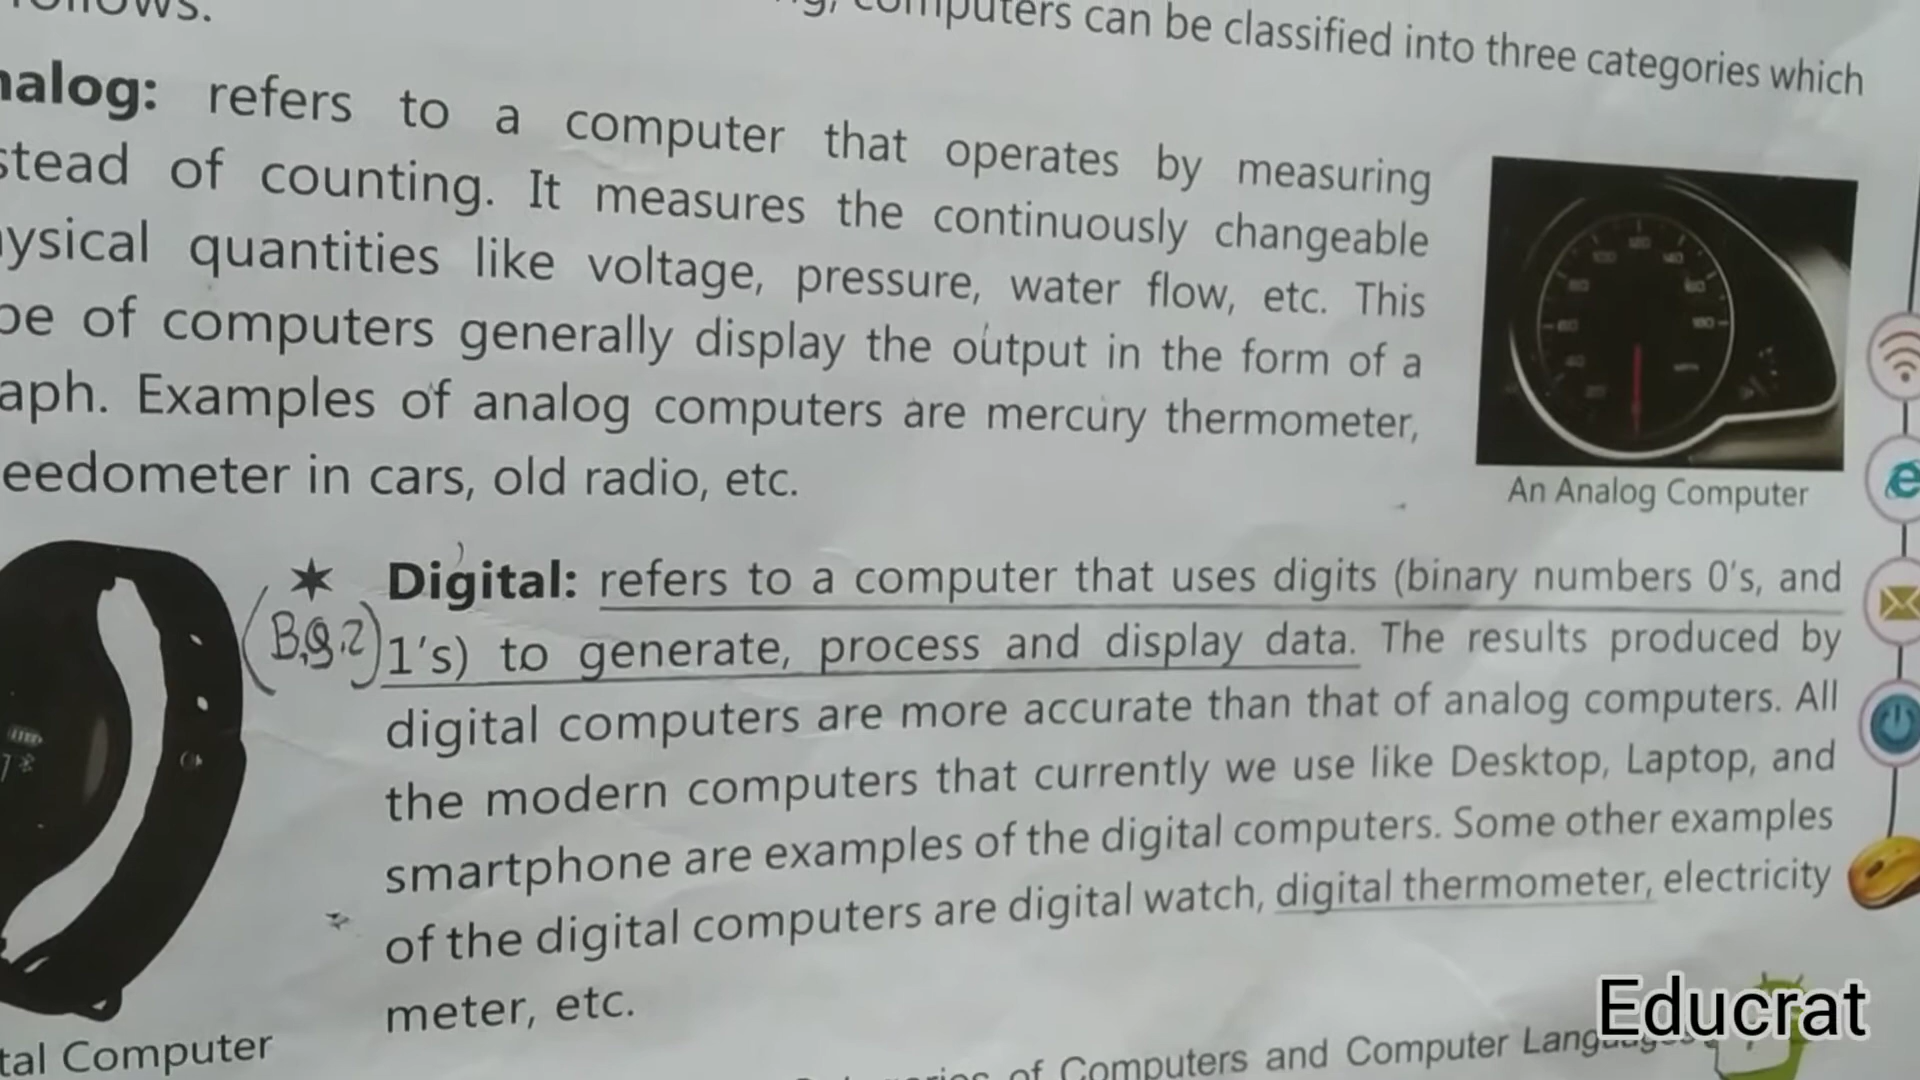 computers can be classified into three categories which
nalog: refers to a computer that operates by measuring
stead of counting. It measures the continuously changeable
ysical quantities like voltage, pressure, water flow, etc. This
pe of computers generally display the output in the form of a
aph. Examples of analog computers are mercury thermometer,
eedometer in cars, old radio, etc.
An Analog Computer
Digital: refers to a computer that uses digits (binary numbers 0's, and
(B.Q.2) 1's) to generate, process and display data. The results produced by
digital computers are more accurate than that of analog computers. All
the modern computers that currently we use like Desktop, Laptop, and
smartphone are examples of the digital computers. Some other examples
of the digital computers are digital watch, digital thermometer, electricity
meter, etc.
tal Computer
of Computers and Computer Languages
Educrat